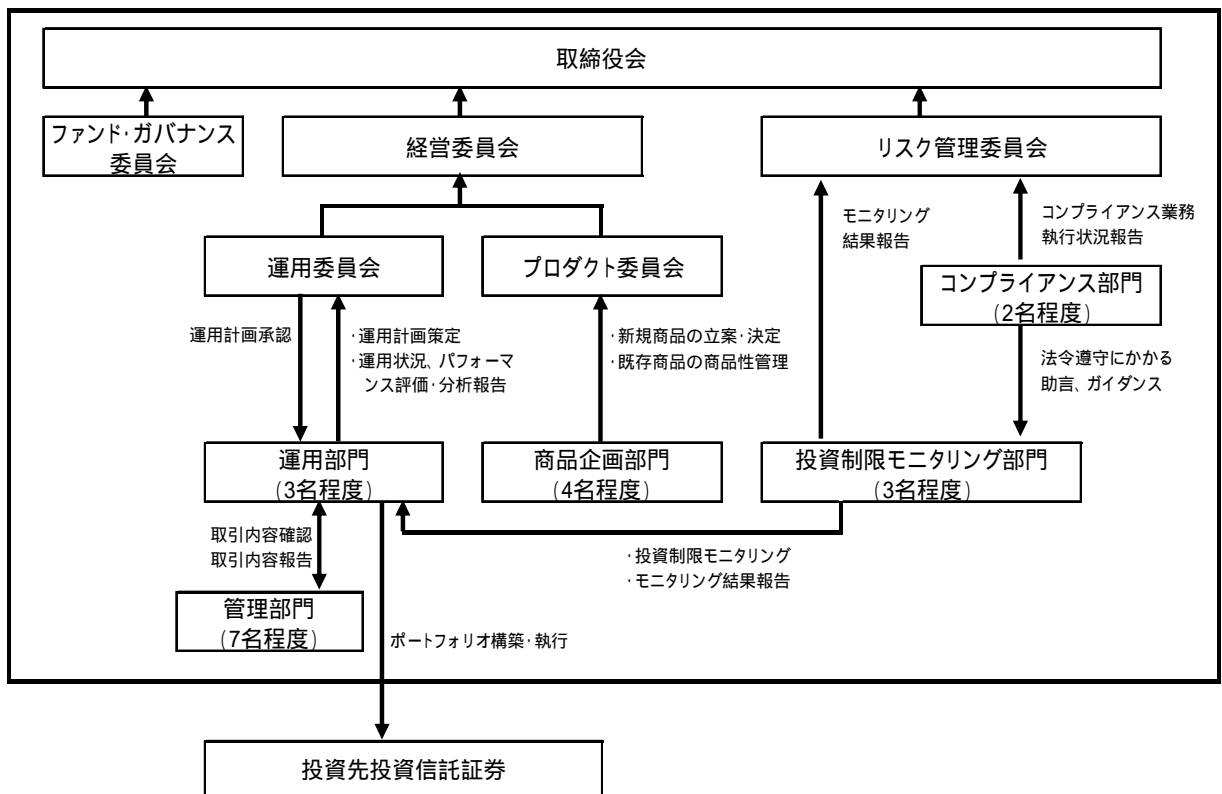 取締役会
ファンド・ガバナンス
委員会
経営委員会
リスク管理委員会
モニタリング
結果報告
コンプライアンス業務
執行状況報告
運用委員会
プロダクト委員会
コンプライアンス部門
(2名程度)
運用計画承認
・運用計画策定
・運用状況、パフォーマ
ンス評価・分析報告
・新規商品の立案・決定
・既存商品の商品性管理
法令遵守にかかる
助言、ガイダンス
運用部門
(3名程度)
商品企画部門
(4名程度)
投資制限モニタリング部門
(3名程度)
取引内容確認
取引内容報告
・投資制限モニタリング
・モニタリング結果報告
管理部門
(7名程度)
ポートフォリオ構築・執行
投資先投資信託証券